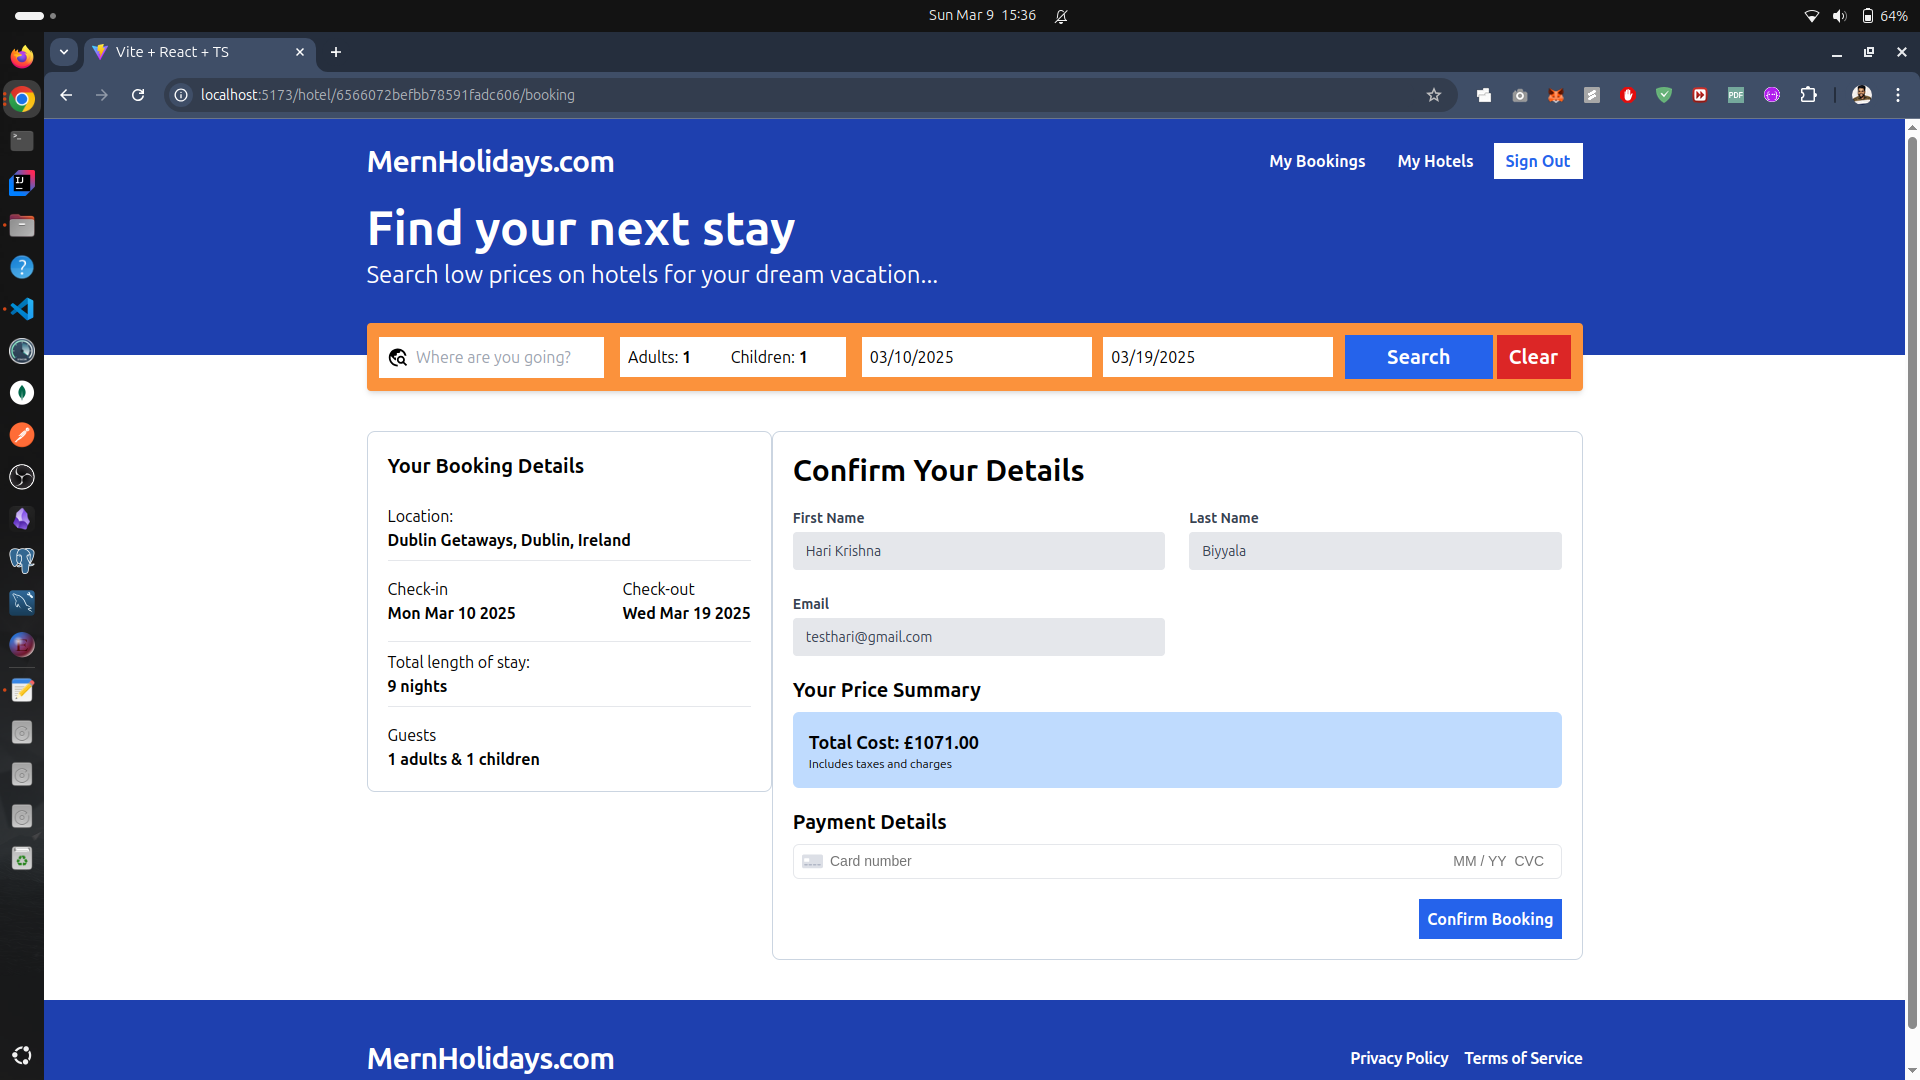 Sun Mar 9 15:36
64%
Vite + React + TS
localhost:5173/hotel/6566072befbb78591fadc606/booking
MernHolidays.com
My Bookings
My Hotels
Sign Out
Find your next stay
Search low prices on hotels for your dream vacation...
Where are you going?
Adults: 1
Children: 1
03/10/2025
03/19/2025
Search
Clear
Your Booking Details
Location:
Dublin Getaways, Dublin, Ireland
Check-in
Mon Mar 10 2025
Check-out
Wed Mar 19 2025
Total length of stay:
9 nights
Guests
1 adults & 1 children
Confirm Your Details
First Name
Hari Krishna
Last Name
Biyyala
Email
testhari@gmail.com
Your Price Summary
Total Cost: £1071.00
Includes taxes and charges
Payment Details
Card number
MM / YY CVC
Confirm Booking
MernHolidays.com
Privacy Policy
Terms of Service